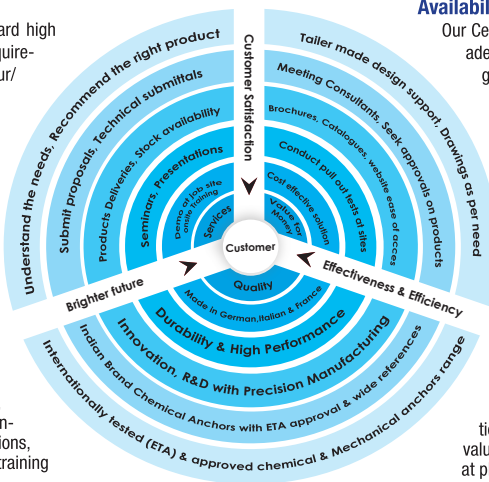 ard high
quire-
ur/
Availabil
Our Ce
ade
g
Customer Satisfaction
Understand the needs, Recommend the right product
Submit proposals, Technical submittals
Products Deliveries, Stock availability
Seminars, Presentations
Demo at job site
onsite Training
Services
Tailor made design support, Drawings as per need
Meeting Consultants, Seek approvals on products
Brochures, Catalogues, website ease of acces
Conduct pull out tests at sites
Cost effective solution
Value For
Money
Customer
Brighter future
Effectiveness & Efficiency
Quality
Made in German,Italian & France
Durability & High Performance
Innovation, R&D with Precision Manufacturing
Indian Brand Chemical Anchors with ETA approval & wide references
Internationally tested (ETA) & approved chemical & Mechanical anchors range
n-
ions,
training
tic
valu
at p